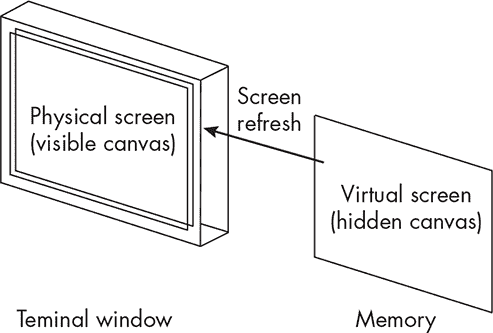 Physical screen
(visible canvas)
Screen
refresh
Virtual screen
(hidden canvas)
Teminal window
Memory